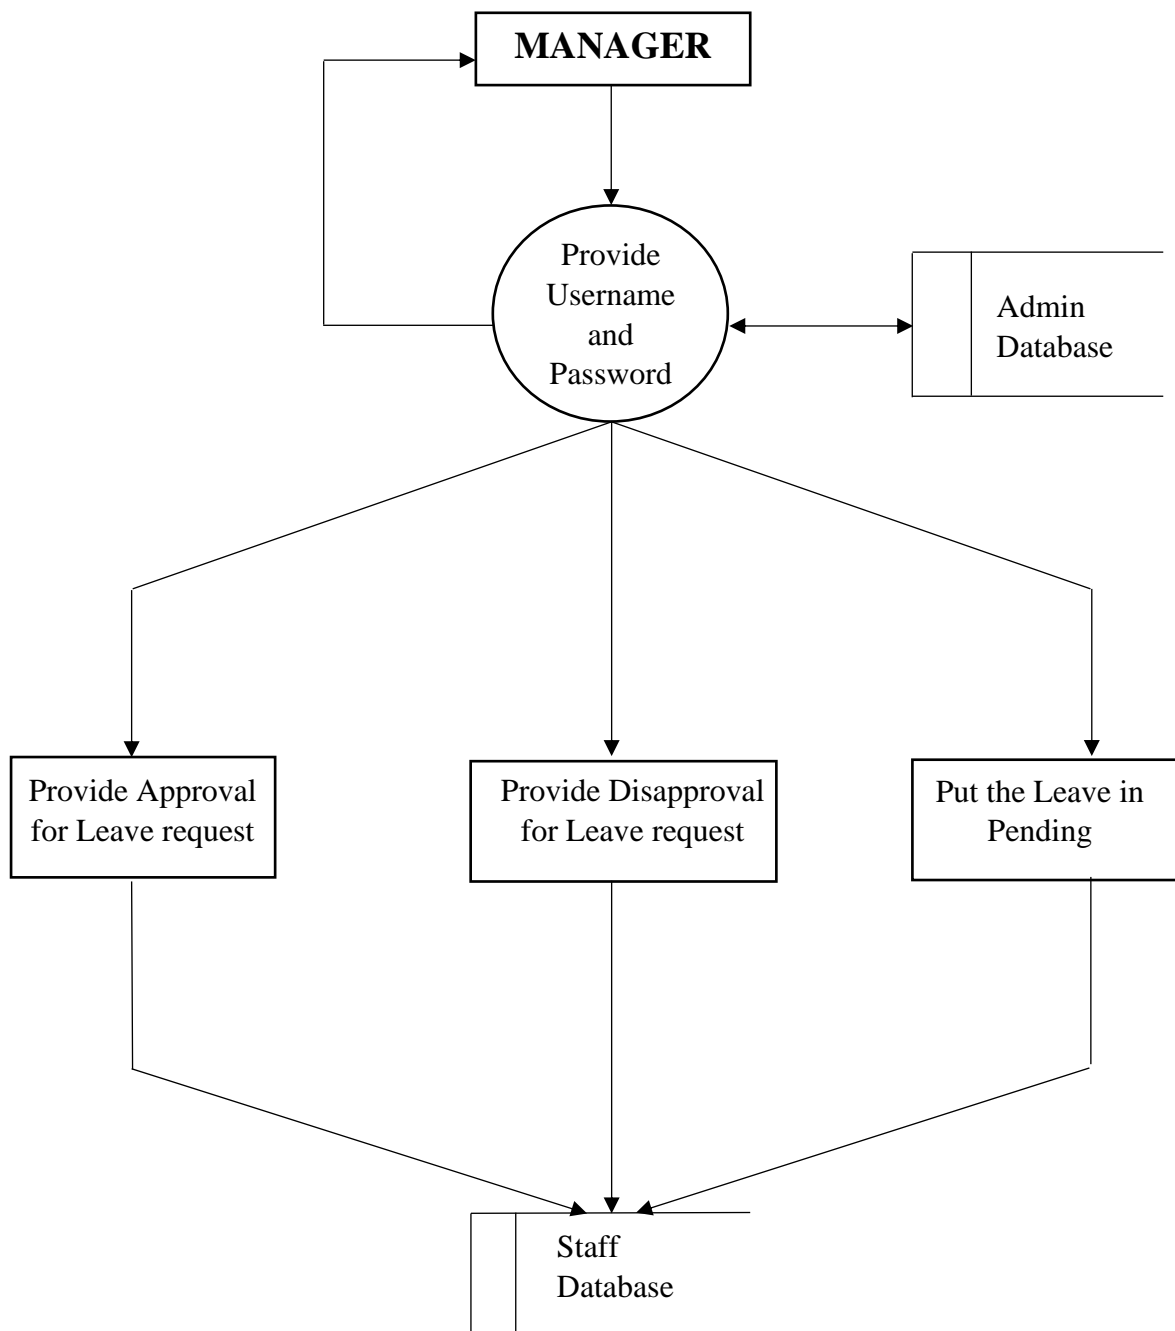 MANAGER
Provide
Username
and
Password
Admin
Database
Provide Approval
for Leave request
Provide Disapproval
for Leave request
Put the Leave in
Pending
Staff
Database